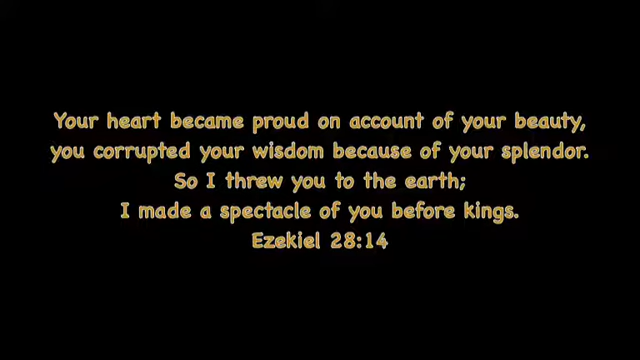 Your heart became proud on account of your beauty,
you corrupted your wisdom because of your splendor.
So I threw you to the earth;
I made a spectacle of you before kings.
Ezekiel 28:14